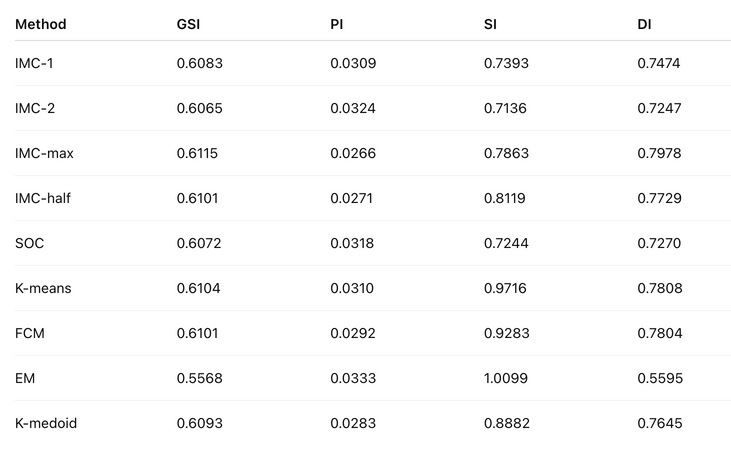 Method GSI PI SI DI
IMC-1 0.6083 0.0309 0.7393 0.7474
IMC-2 0.6065 0.0324 0.7136 0.7247
IMC-max 0.6115 0.0266 0.7863 0.7978
IMC-half 0.6101 0.0271 0.8119 0.7729
SOC 0.6072 0.0318 0.7244 0.7270
K-means 0.6104 0.0310 0.9716 0.7808
FCM 0.6101 0.0292 0.9283 0.7804
EM 0.5568 0.0333 1.0099 0.5595
K-medoid 0.6093 0.0283 0.8882 0.7645